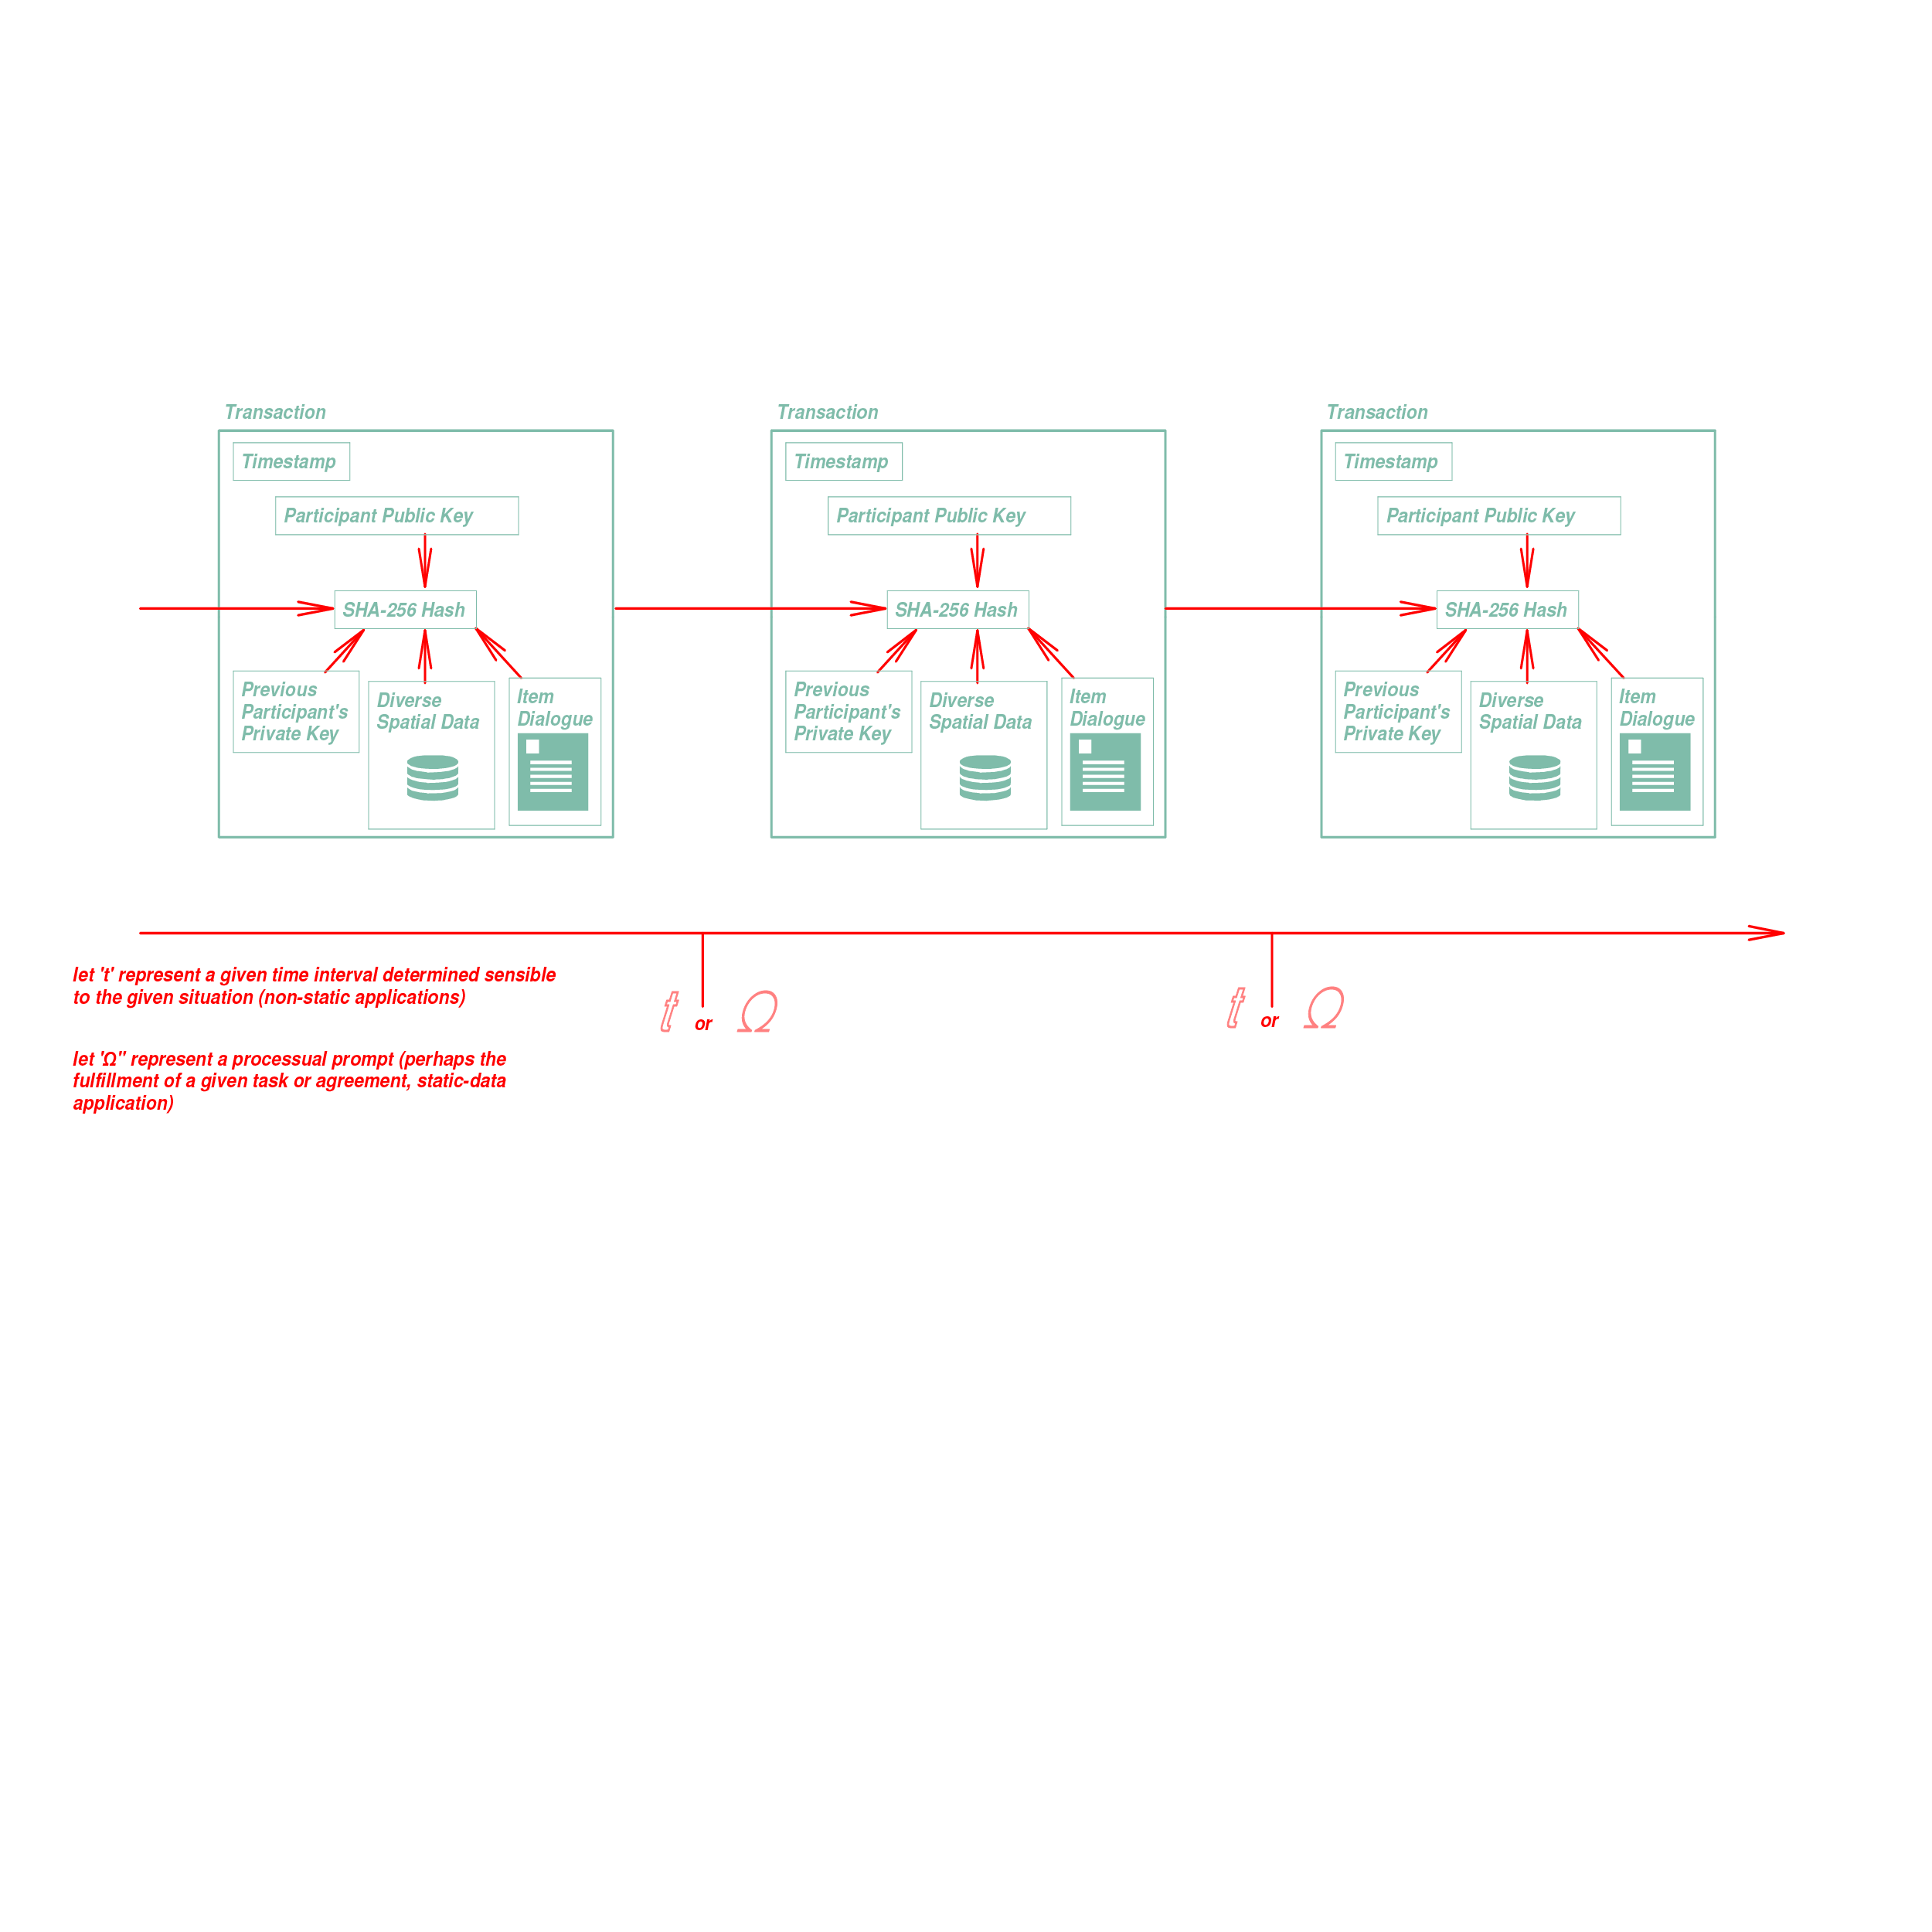 Transaction
Timestamp
Participant Public Key
SHA-256 Hash
Previous
Participant's
Private Key
Diverse
Spatial Data
Item
Dialogue
Transaction
Timestamp
Participant Public Key
SHA-256 Hash
Previous
Participant's
Private Key
Diverse
Spatial Data
Item
Dialogue
Transaction
Timestamp
Participant Public Key
SHA-256 Hash
Previous
Participant's
Private Key
Diverse
Spatial Data
Item
Dialogue
let 't' represent a given time interval determined sensible
to the given situation (non-static applications)
let 'Ω" represent a processual prompt (perhaps the
fulfillment of a given task or agreement, static-data
application)
t or Ω
t or Ω